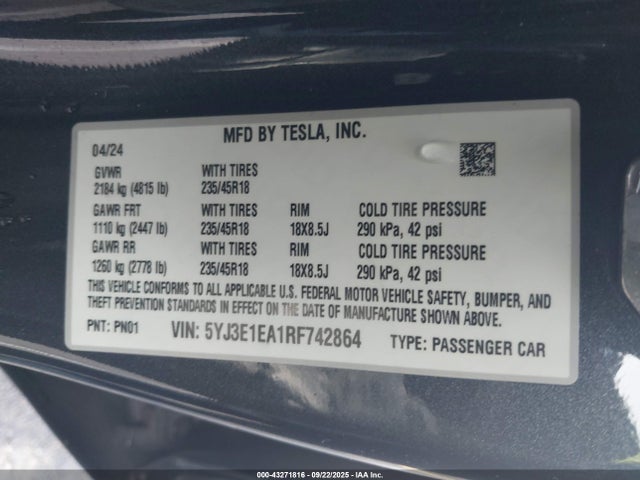 MFD BY TESLA, INC.
04/24
GVWR WITH TIRES
2184 kg (4815 lb) 235/45R18
GAWR FRT WITH TIRES RIM COLD TIRE PRESSURE
1110 kg (2447 lb) 235/45R18 18X8.5J 290 kPa, 42 psi
GAWR RR WITH TIRES RIM COLD TIRE PRESSURE
1260 kg (2778 lb) 235/45R18 18X8.5J 290 kPa, 42 psi
THIS VEHICLE CONFORMS TO ALL APPLICABLE U.S. FEDERAL MOTOR VEHICLE SAFETY, BUMPER, AND
THEFT PREVENTION STANDARDS IN EFFECT ON THE DATE OF MANUFACTURE SHOWN ABOVE.
PNT: PN01 VIN: 5YJ3E1EA1RF742864 TYPE: PASSENGER CAR
000-43271816 - 09/22/2025 - IAA Inc.